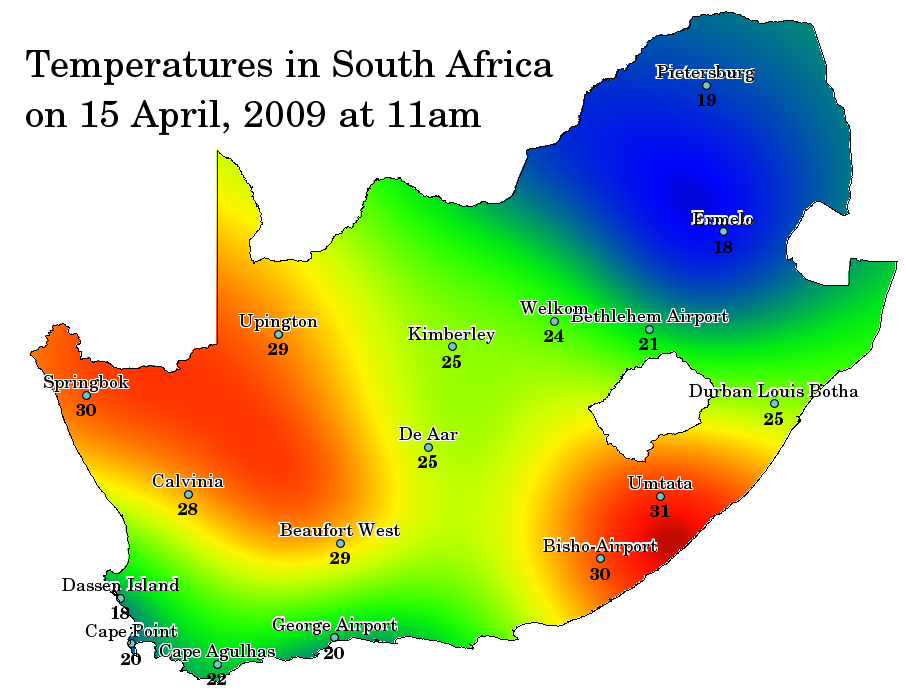 Temperatures in South Africa
on 15 April, 2009 at 11am
Pietersburg
19
Ermelo
18
Welkom
24
Bethlehem Airport
21
Upington
29
Kimberley
25
Springbok
30
Durban Louis Botha
25
De Aar
25
Calvinia
28
Umtata
31
Beaufort West
29
Bisho-Airport
30
Dassen Island
18
Cape Point
20
George Airport
20
Cape Agulhas
22